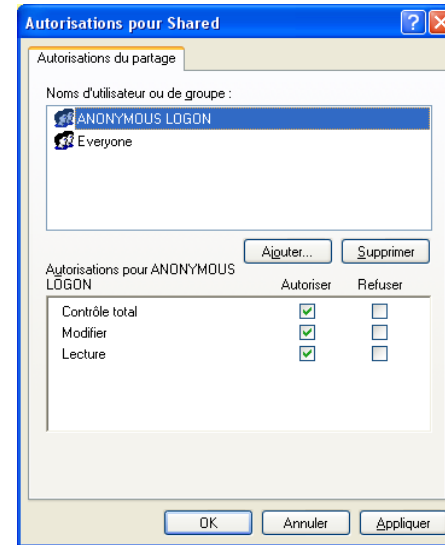 Autorisations pour Shared
Autorisations du partage
Noms d'utilisateur ou de groupe :
ANONYMOUS LOGON
Everyone
Ajouter... Supprimer
Autorisations pour ANONYMOUS
LOGON Autoriser Refuser
Contrôle total
Modifier
Lecture
OK Annuler Appliquer